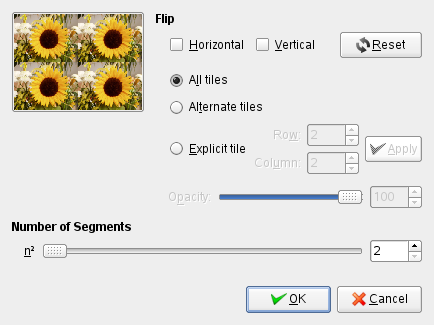 Flip
Horizontal Vertical Reset
All tiles
Alternate tiles
Row: 2
Explicit tile Apply
Column: 2
Opacity: 100
Number of Segments
n² 2
OK Cancel